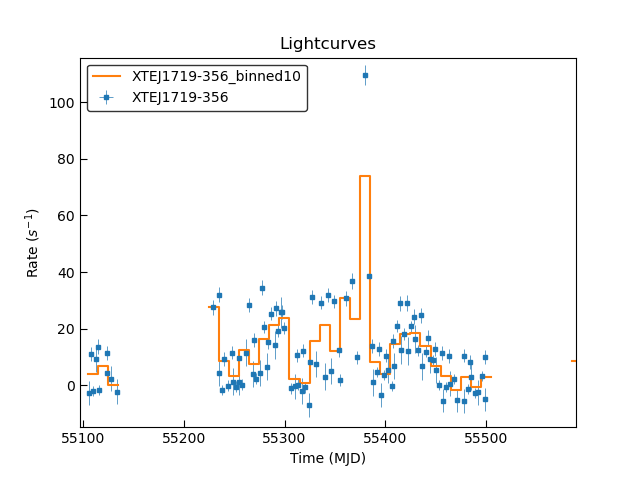 Lightcurves
XTEJ1719-356_binned10
XTEJ1719-356
Rate (s⁻¹)
100
80
60
40
20
0
55100 55200 55300 55400 55500
Time (MJD)